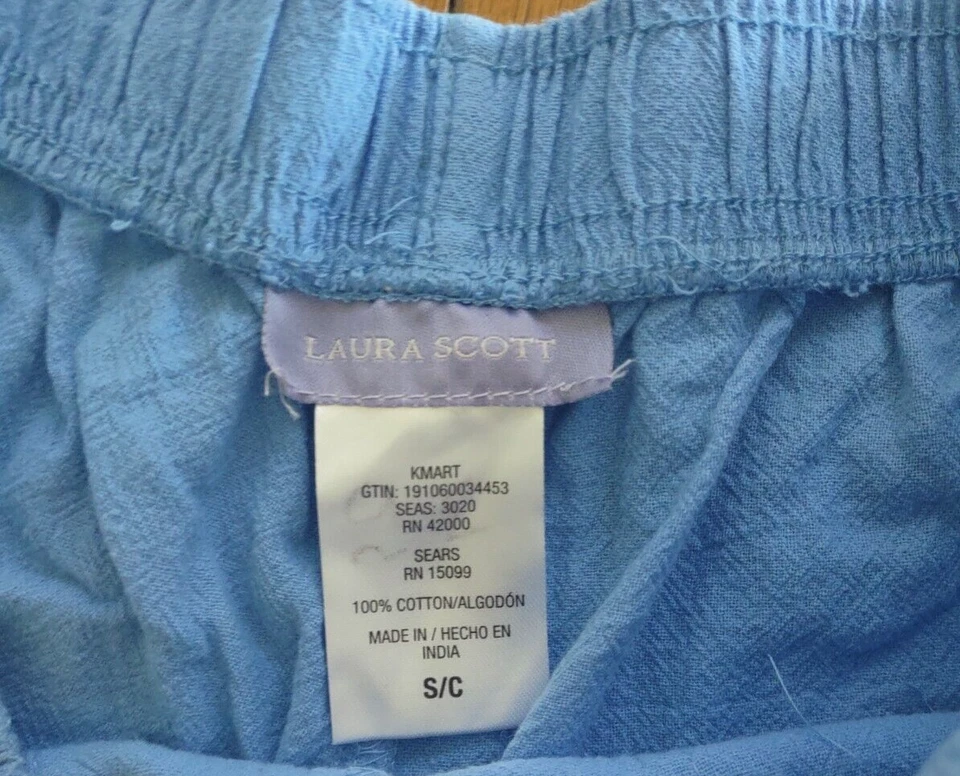 LAURA SCOTT
KMART
GTIN: 191060034453
SEAS: 3020
RN 42000
SEARS
RN 15099
100% COTTON/ALGODÓN
MADE IN / HECHO EN
INDIA
S/C